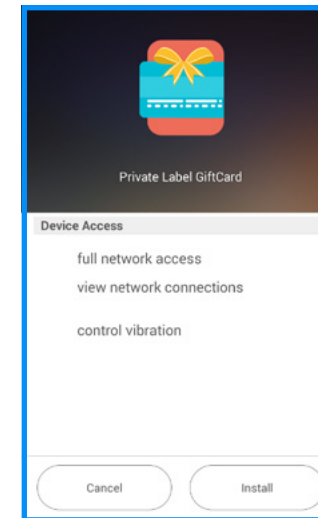 Private Label GiftCard
Device Access
full network access
view network connections
control vibration
Cancel
Install